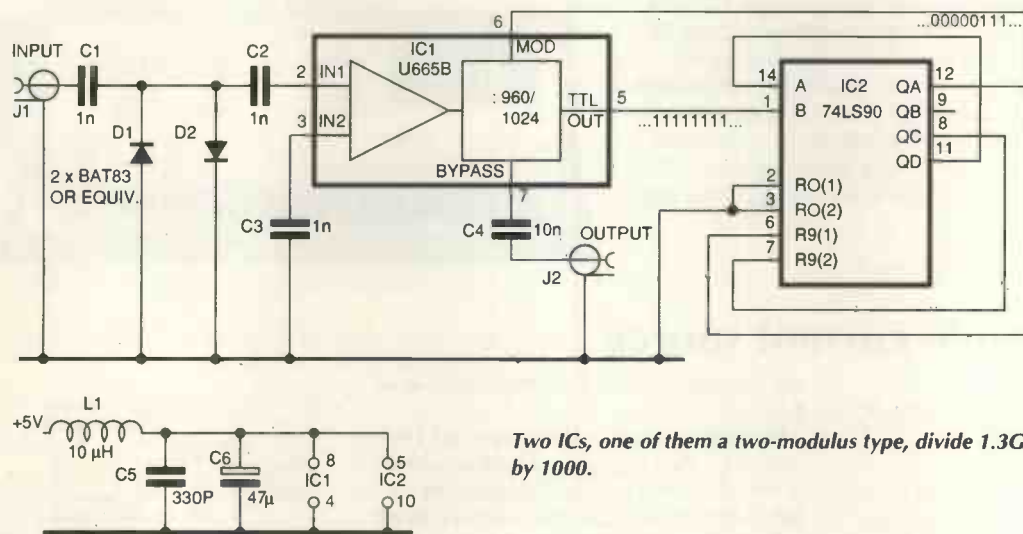 INPUT
C1
1n
J1
D1
D2
2 x BAT83
OR EQUIV.
C2
1n
2
3
C3
1n
IC1
U665B
IN1
IN2
: 960/
1024
6
MOD
TTL
OUT
5
BYPASS
7
C4
10n
OUTPUT
J2
...11111111...
...00000111...
14
1
A
B
IC2
74LS90
QA
QB
QC
QD
12
9
8
11
2
3
6
7
RO(1)
RO(2)
R9(1)
R9(2)
+5V
L1
10 µH
C5
330P
C6
47µ
8
IC1
4
5
IC2
10
Two ICs, one of them a two-modulus type, divide 1.3G
by 1000.